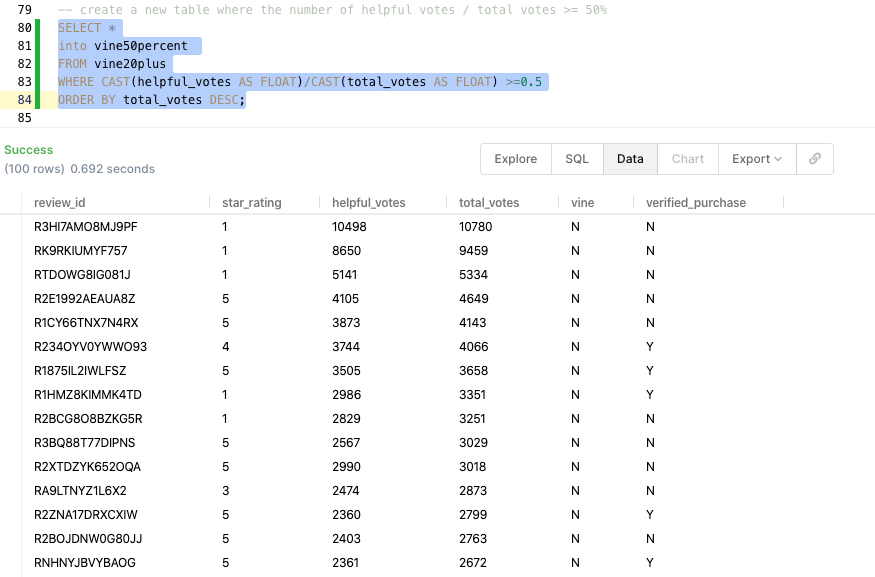 79 -- create a new table where the number of helpful votes / total votes >= 50%
80 SELECT *
81 into vine50percent
82 FROM vine20plus
83 WHERE CAST(helpful_votes AS FLOAT)/CAST(total_votes AS FLOAT) >=0.5
84 ORDER BY total_votes DESC;
85
Success
(100 rows) 0.692 seconds
Explore SQL Data Chart Export
review_id star_rating helpful_votes total_votes vine verified_purchase
R3HI7AMO8MJ9PF 1 10498 10780 N N
RK9RKIUMYF757 1 8650 9459 N N
RTDOWG8IG081J 1 5141 5334 N N
R2E1992AEAUA8Z 5 4105 4649 N N
R1CY66TNX7N4RX 5 3873 4143 N N
R234OYV0YWWO93 4 3744 4066 N Y
R1875IL2IWLFSZ 5 3505 3658 N Y
R1HMZ8KIMMK4TD 1 2986 3351 N Y
R2BCG8O8BZKG5R 1 2829 3251 N N
R3BQ88T77DIPNS 5 2567 3029 N N
R2XTDZYK652OQA 5 2990 3018 N N
RA9LTNYZ1L6X2 3 2474 2873 N N
R2ZNA17DRXCXIW 5 2360 2799 N Y
R2BOJDNW0G80JJ 5 2403 2763 N N
RNHNYJBVYBAOG 5 2361 2672 N Y